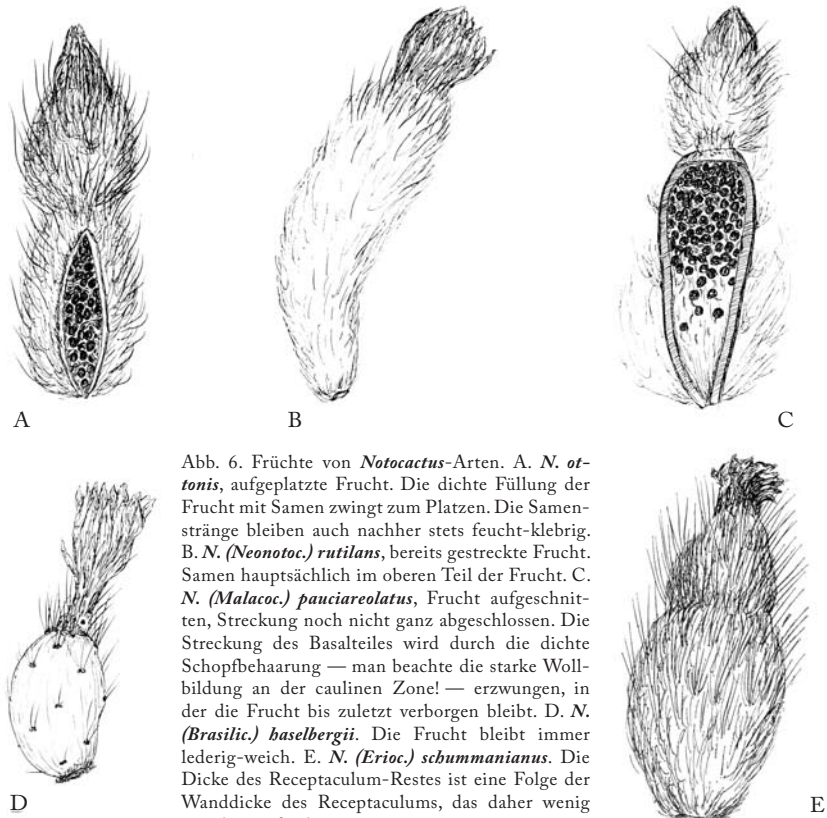 A
B
C
Abb. 6. Früchte von Notocactus-Arten. A. N. ot-
tonis, aufgeplatzte Frucht. Die dichte Füllung der
Frucht mit Samen zwingt zum Platzen. Die Samen-
stränge bleiben auch nachher stets feucht-klebrig.
B. N. (Neonotoc.) rutilans, bereits gestreckte Frucht.
Samen hauptsächlich im oberen Teil der Frucht. C.
N. (Malacoc.) pauciareolatus, Frucht aufgeschnit-
ten, Streckung noch nicht ganz abgeschlossen. Die
Streckung des Basalteiles wird durch die dichte
Schopfbehaarung — man beachte die starke Woll-
bildung an der caulinen Zone! — erzwungen, in
der die Frucht bis zuletzt verborgen bleibt. D. N.
(Brasilic.) haselbergii. Die Frucht bleibt immer
lederig-weich. E. N. (Erioc.) schummanianus. Die
Dicke des Receptaculum-Restes ist eine Folge der
Wanddicke des Receptaculums, das daher wenig
D
E